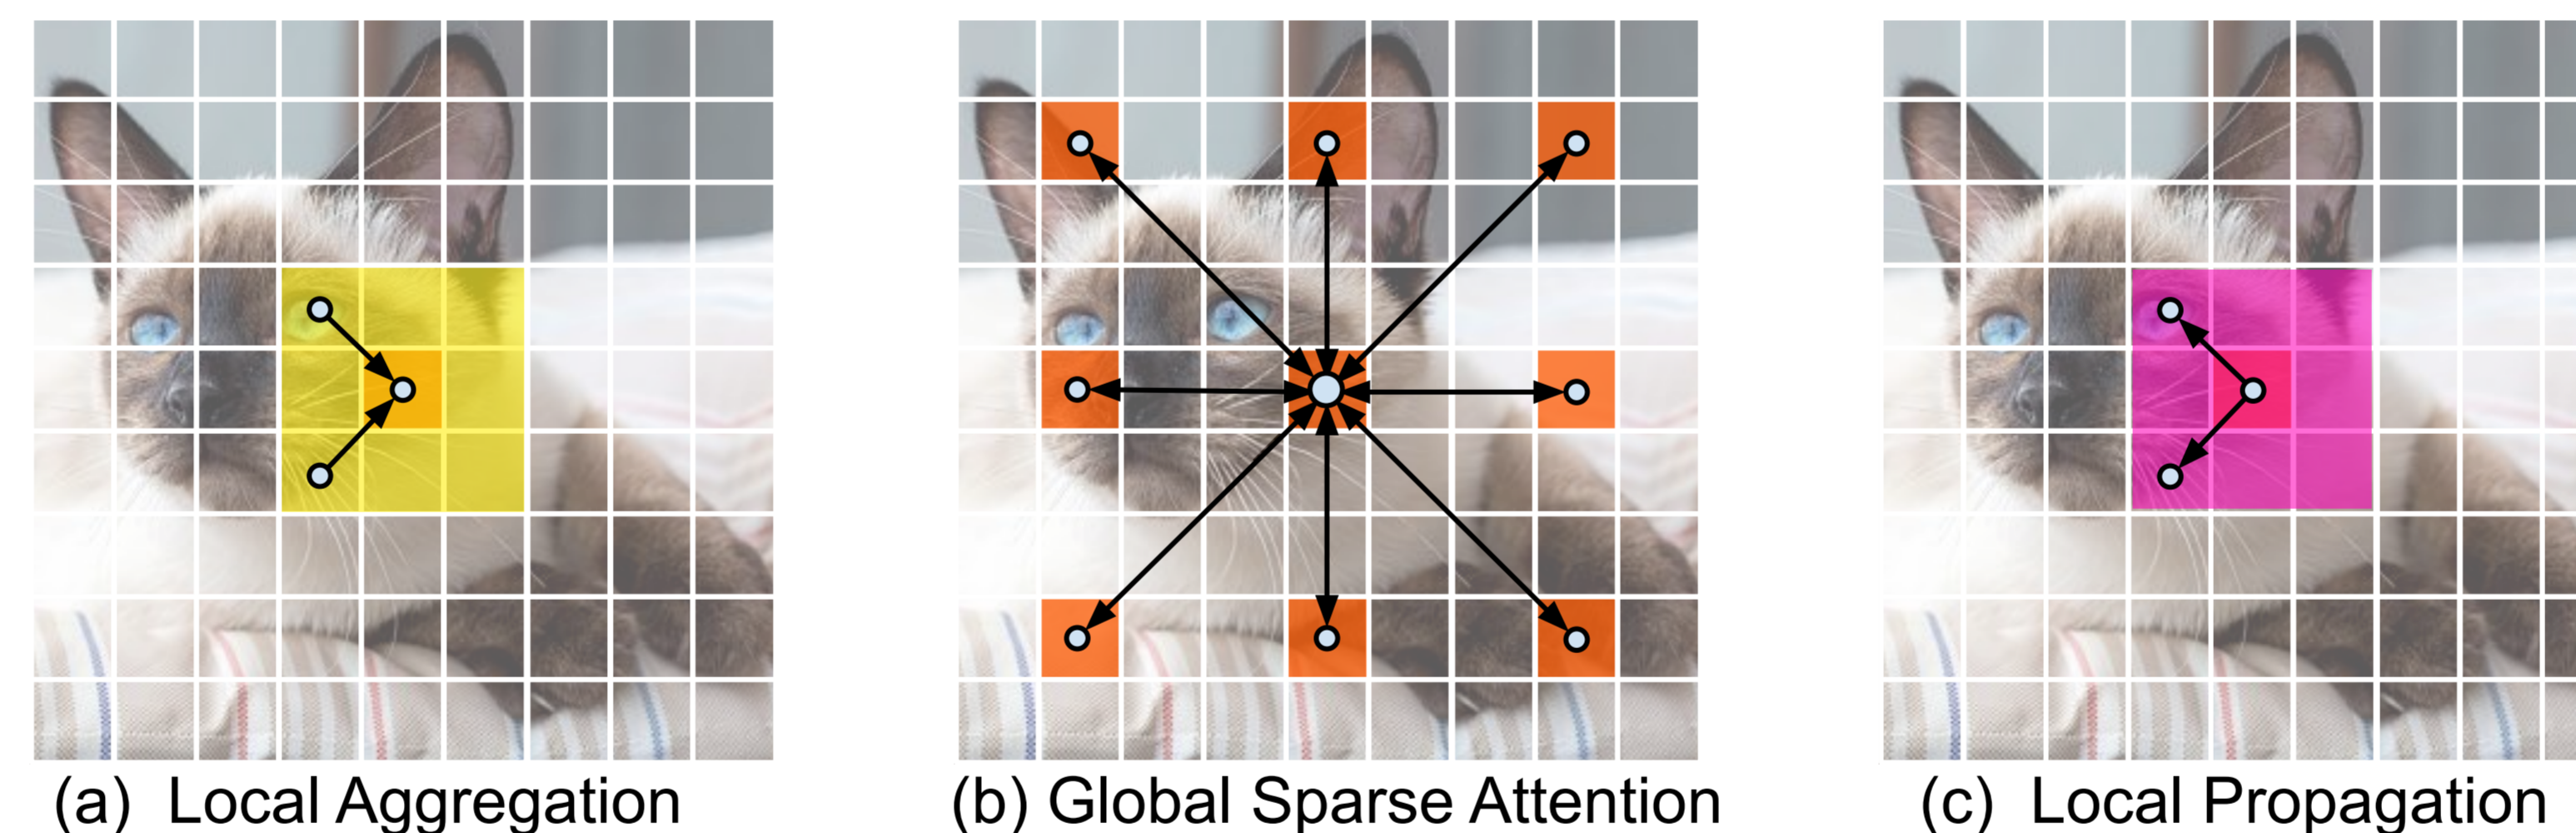 (a) Local Aggregation
(b) Global Sparse Attention
(c) Local Propagation